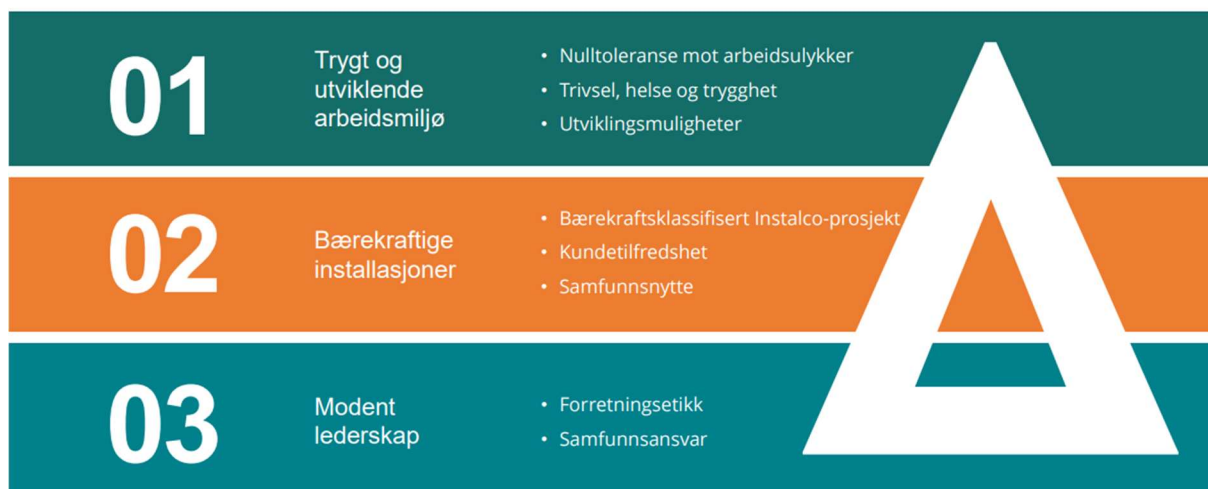 01
Trygt og
utviklende
arbeidsmiljø
• Nulltoleranse mot arbeidsulykker
• Trivsel, helse og trygghet
• Utviklingsmuligheter
02
Bærekraftige
installasjoner
• Bærekraftsklassifisert Instalco-prosjekt
• Kundetilfredshet
• Samfunnsnytte
03
Modent
lederskap
• Forretningsetikk
• Samfunnsansvar